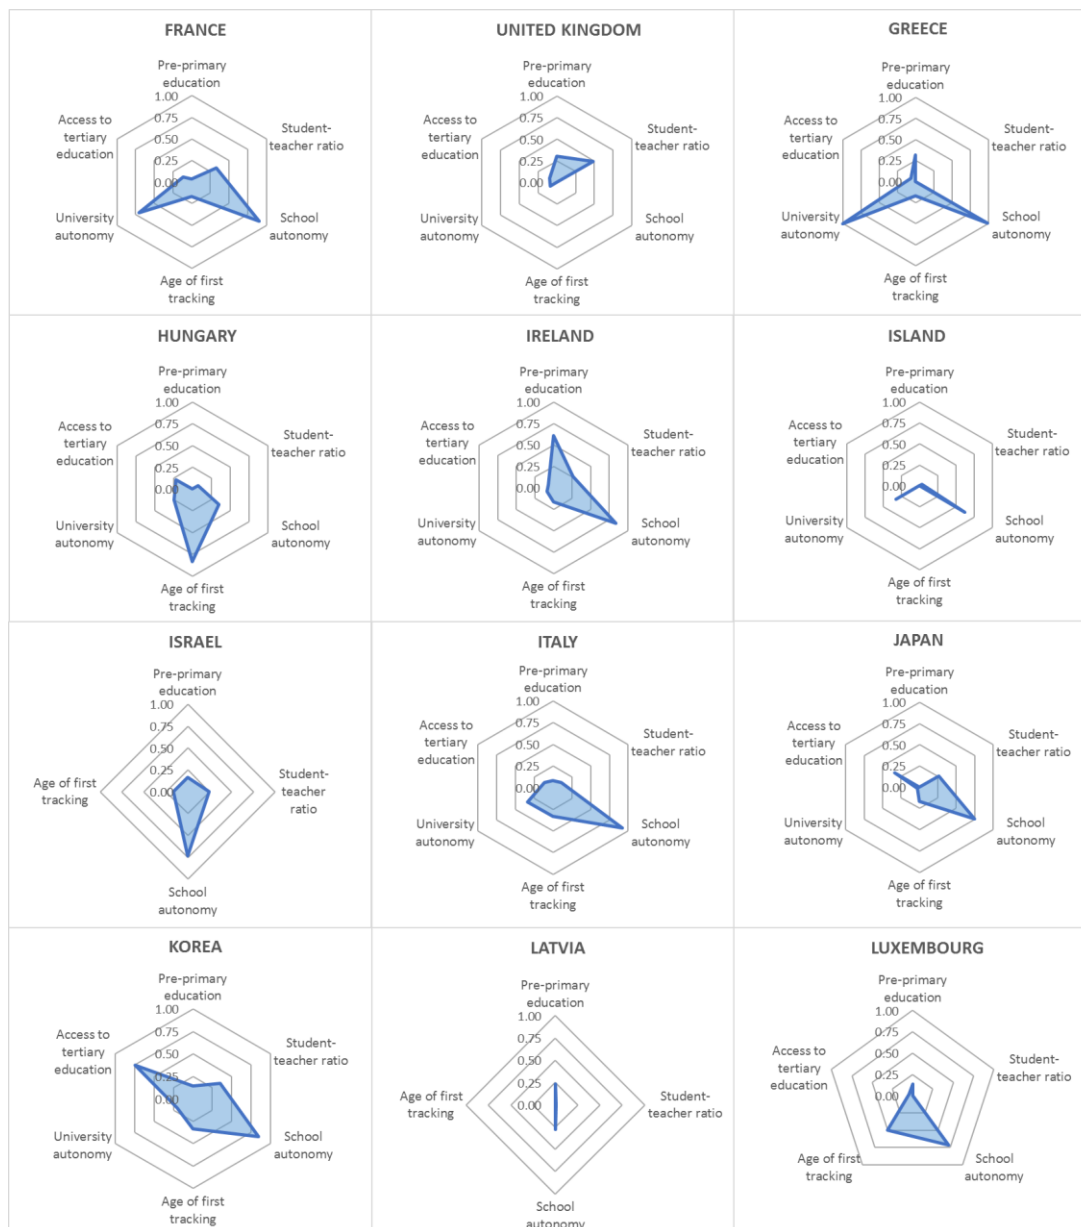 FRANCE
Pre-primary
education
1.00
0.75
0.50
0.25
0.00
Access to
tertiary
education
Student-
teacher ratio
University
autonomy
School
autonomy
Age of first
tracking
UNITED KINGDOM
Pre-primary
education
1.00
0.75
0.50
0.25
0.00
Access to
tertiary
education
Student-
teacher ratio
University
autonomy
School
autonomy
Age of first
tracking
GREECE
Pre-primary
education
1.00
0.75
0.50
0.25
0.00
Access to
tertiary
education
Student-
teacher ratio
University
autonomy
School
autonomy
Age of first
tracking
HUNGARY
Pre-primary
education
1.00
0.75
0.50
0.25
0.00
Access to
tertiary
education
Student-
teacher ratio
University
autonomy
School
autonomy
Age of first
tracking
IRELAND
Pre-primary
education
1.00
0.75
0.50
0.25
0.00
Access to
tertiary
education
Student-
teacher ratio
University
autonomy
School
autonomy
Age of first
tracking
ISLAND
Pre-primary
education
1.00
0.75
0.50
0.25
0.00
Access to
tertiary
education
Student-
teacher ratio
University
autonomy
School
autonomy
Age of first
tracking
ISRAEL
Pre-primary
education
1.00
0.75
0.50
0.25
0.00
Age of first
tracking
Student-
teacher
ratio
School
autonomy
ITALY
Pre-primary
education
1.00
0.75
0.50
0.25
0.00
Access to
tertiary
education
Student-
teacher ratio
University
autonomy
School
autonomy
Age of first
tracking
JAPAN
Pre-primary
education
1.00
0.75
0.50
0.25
0.00
Access to
tertiary
education
Student-
teacher ratio
University
autonomy
School
autonomy
Age of first
tracking
KOREA
Pre-primary
education
1.00
0.75
0.50
0.25
0.00
Access to
tertiary
education
Student-
teacher ratio
University
autonomy
School
autonomy
Age of first
tracking
LATVIA
Pre-primary
education
1.00
0.75
0.50
0.25
0.00
Age of first
tracking
Student-
teacher ratio
School
autonomy
LUXEMBOURG
Pre-primary
education
1.00
0.75
0.50
0.25
0.00
Access to
tertiary
education
Student-
teacher ratio
Age of first
tracking
School
autonomy